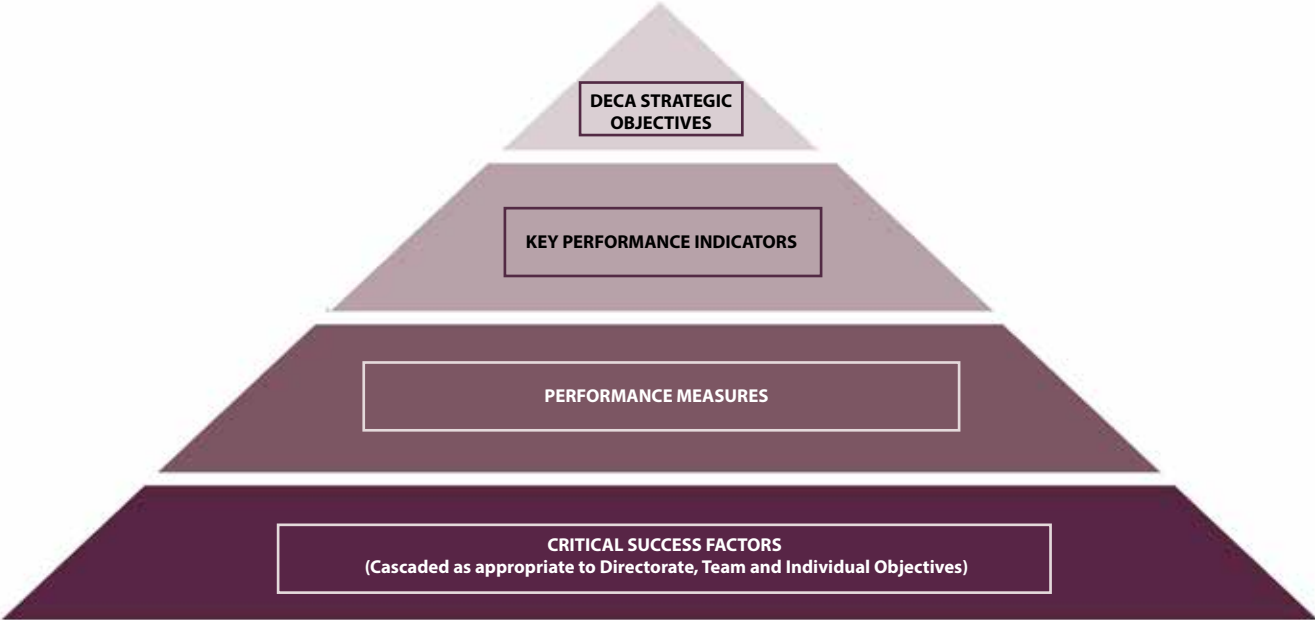 DECA STRATEGIC
OBJECTIVES
KEY PERFORMANCE INDICATORS
PERFORMANCE MEASURES
CRITICAL SUCCESS FACTORS
(Cascaded as appropriate to Directorate, Team and Individual Objectives)